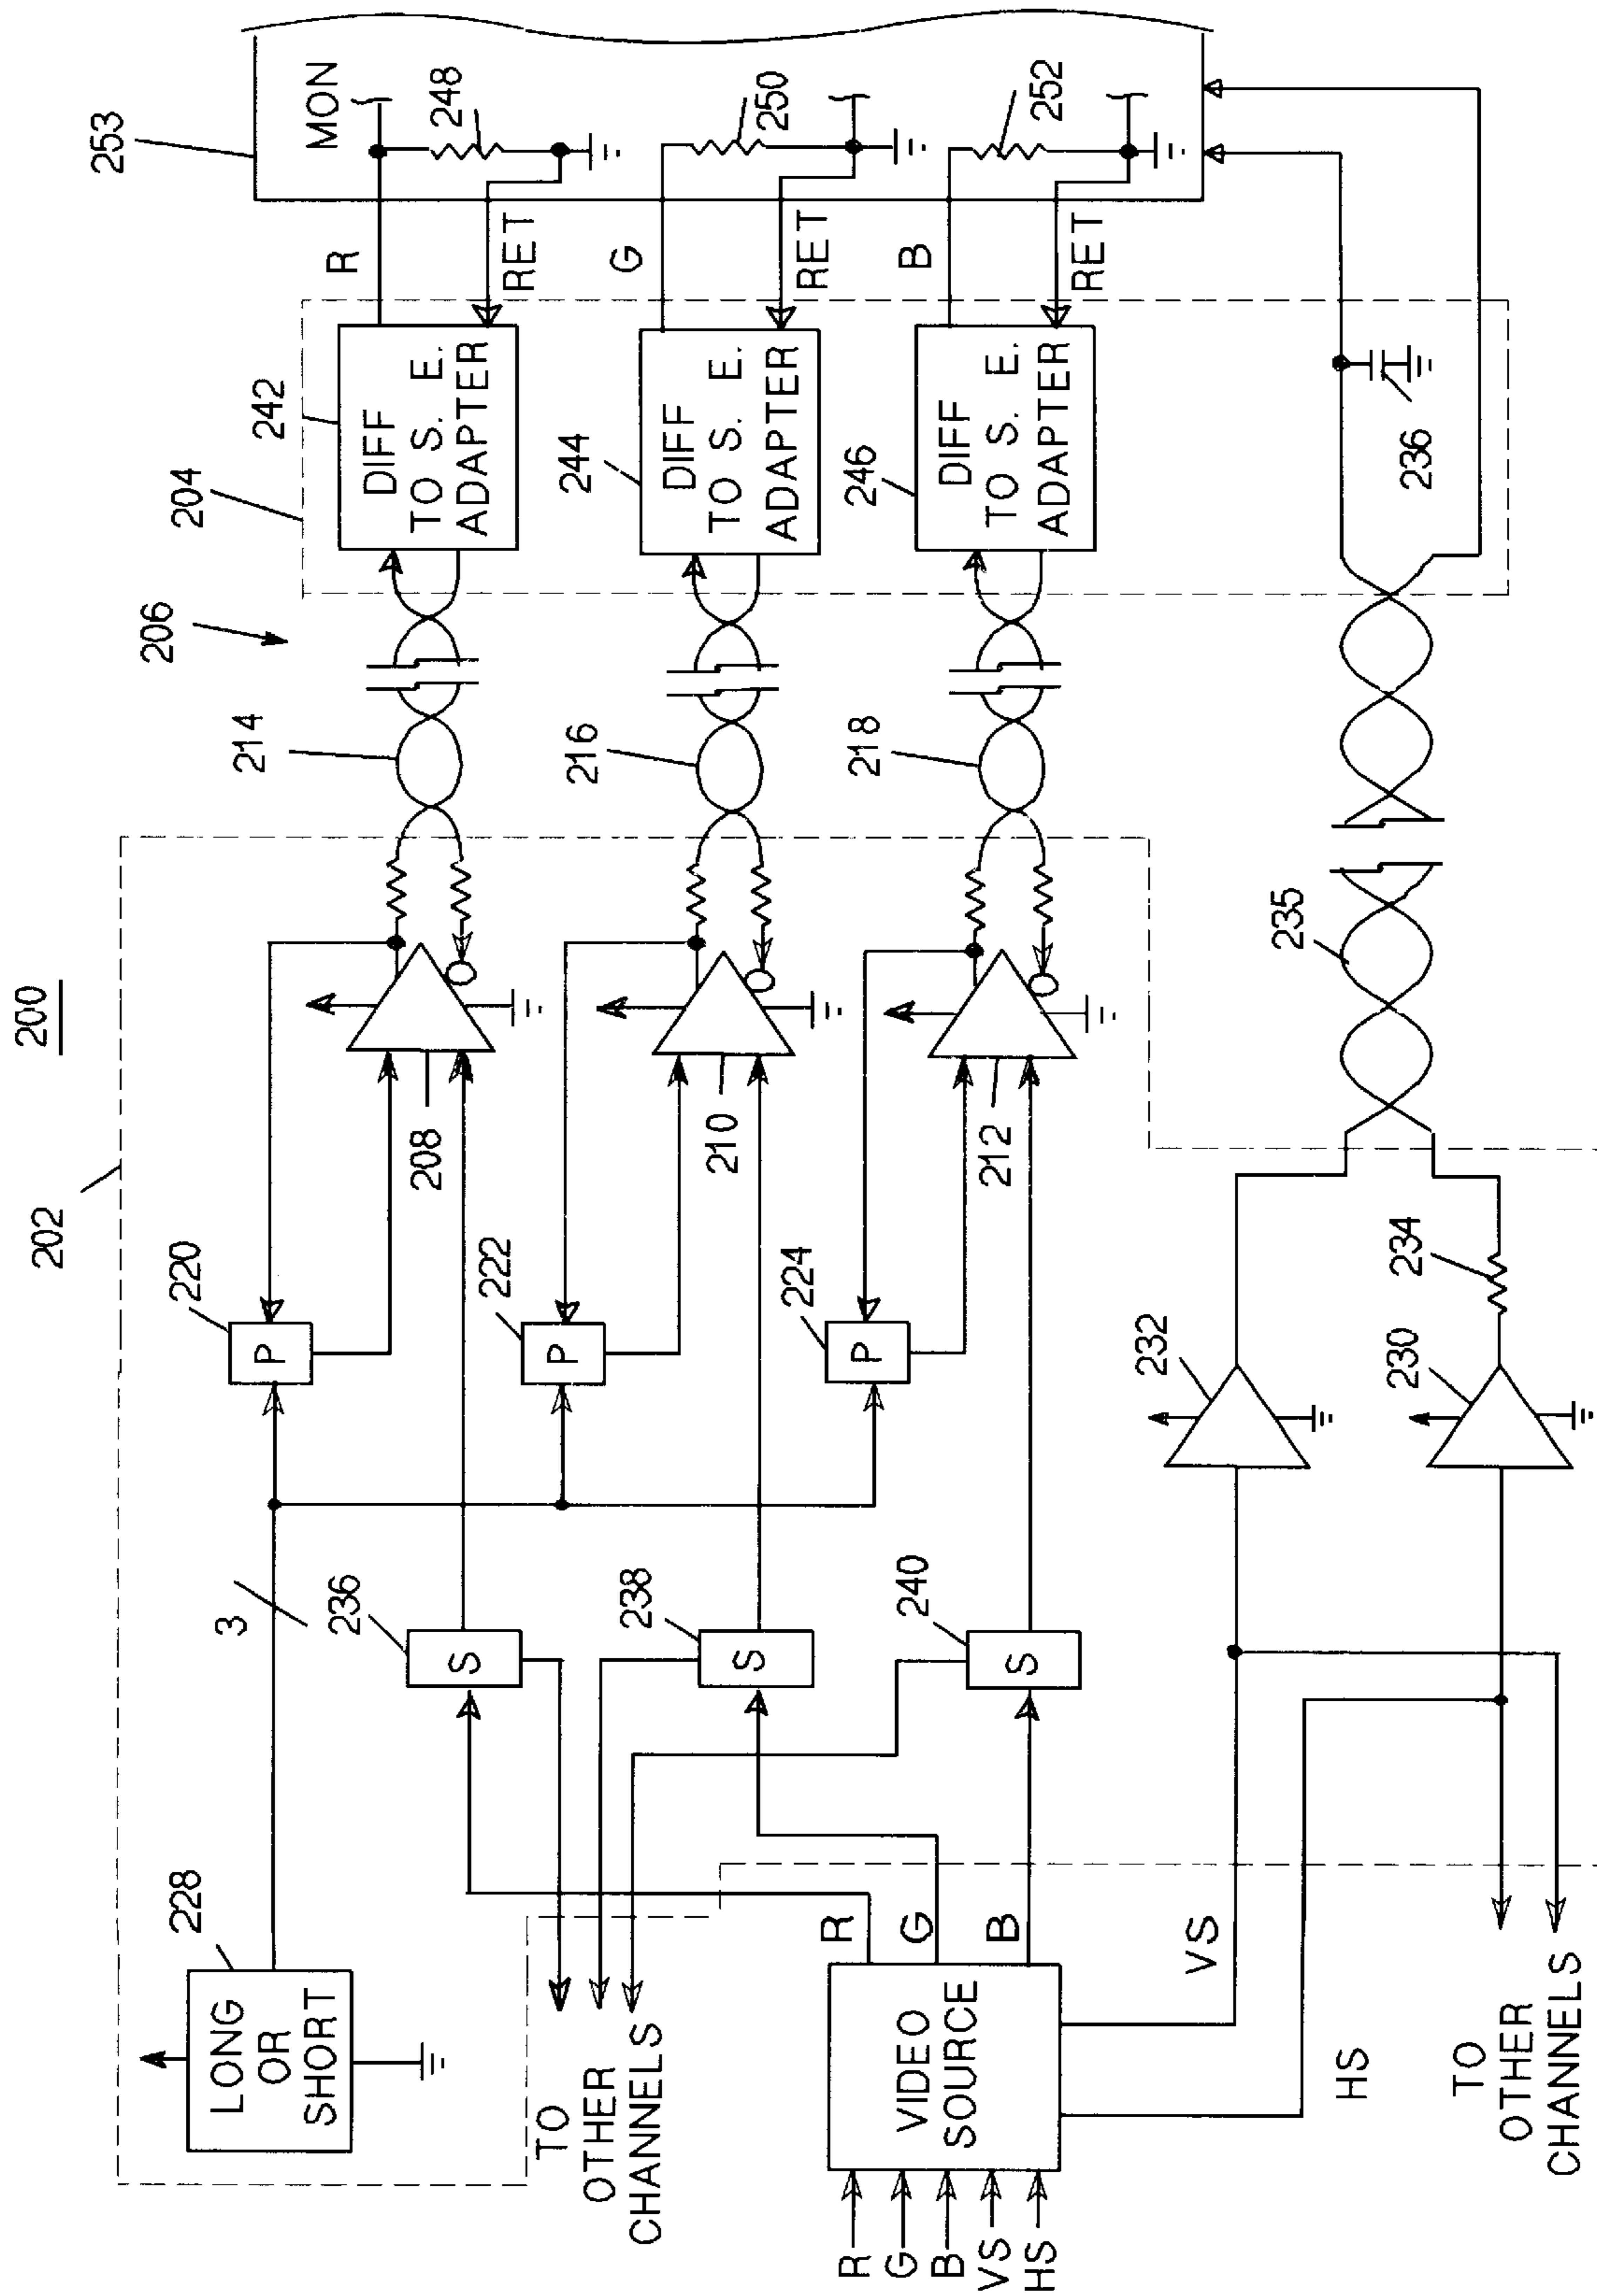 200
202
228
LONG
OR
SHORT
3
220
P
222
P
224
P
236
S
238
S
240
S
208
210
212
214
216
218
206
204
242
DIFF
TO S. E.
ADAPTER
244
DIFF
TO S. E.
ADAPTER
246
DIFF
TO S. E.
ADAPTER
R
RET
G
RET
B
RET
253
MON
248
250
252
TO
OTHER
CHANNELS
R
G
B
VS
HS
VIDEO
SOURCE
R
G
B
VS
HS
TO
OTHER
CHANNELS
232
230
234
235
236